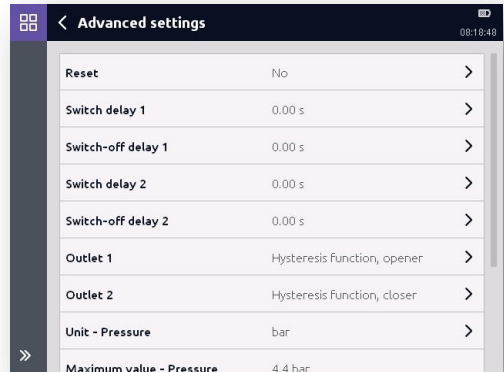 Advanced settings
08:18:48
Reset No
Switch delay 1 0.00 s
Switch-off delay 1 0.00 s
Switch delay 2 0.00 s
Switch-off delay 2 0.00 s
Outlet 1 Hysteresis function, opener
Outlet 2 Hysteresis function, closer
Unit - Pressure bar
Maximum value - Pressure 4.4 bar